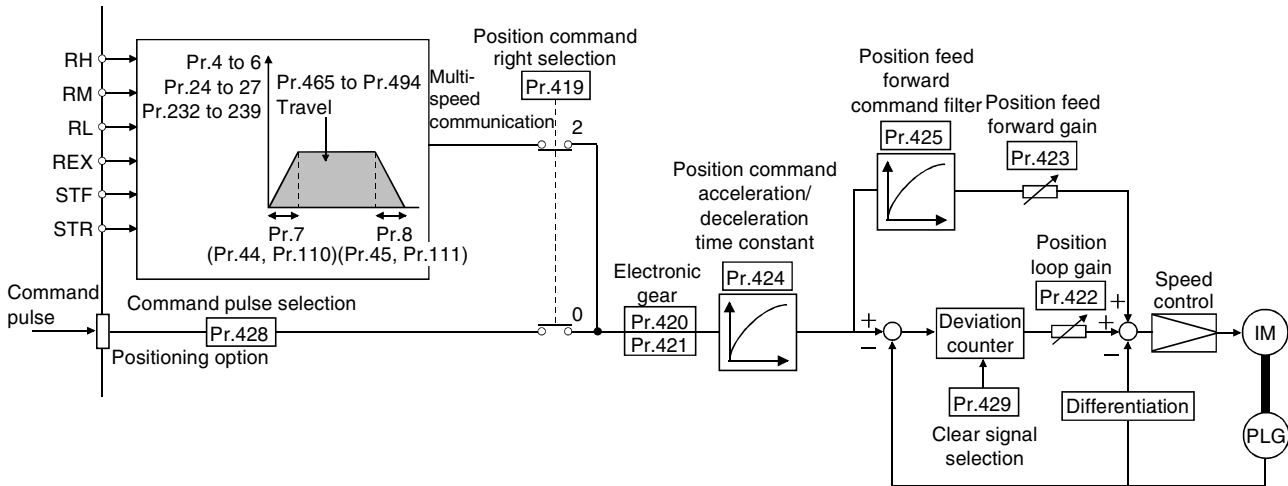 RH
RM
RL
REX
STF
STR
Pr.4 to 6
Pr.24 to 27
Pr.232 to 239
Pr.465 to Pr.494
Travel
Pr.7
(Pr.44, Pr.110)
Pr.8
(Pr.45, Pr.111)
Multi-
speed
communication
Position command
right selection
Pr.419
2
0
Command
pulse
Command pulse selection
Pr.428
Positioning option
Electronic
gear
Pr.420
Pr.421
Position command
acceleration/
deceleration
time constant
Pr.424
Position feed
forward
command filter
Pr.425
Position feed
forward gain
Pr.423
+
−
Deviation
counter
Pr.429
Clear signal
selection
Position
loop gain
Pr.422
+
+
−
Differentiation
Speed
control
IM
PLG